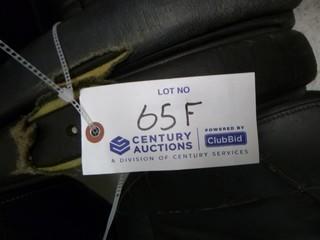 LOT NO
65F
CENTURY POWERED BY
AUCTIONS ClubBid
A DIVISION OF CENTURY SERVICES